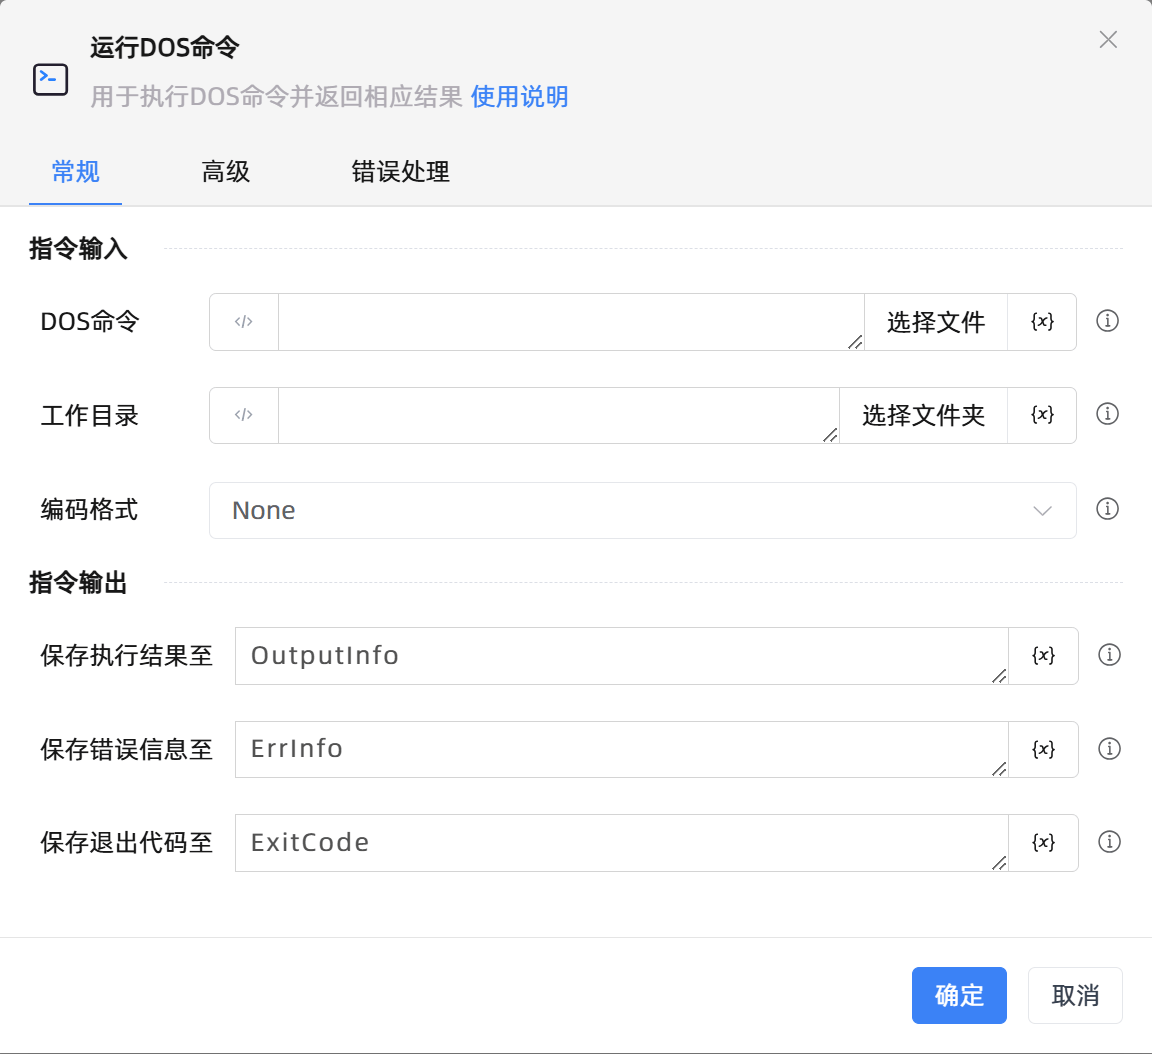 运行DOS命令
用于执行DOS命令并返回相应结果 使用说明
常规 高级 错误处理
指令输入
DOS命令 </> 选择文件 {x}
工作目录 </> 选择文件夹 {x}
编码格式 None
指令输出
保存执行结果至 OutputInfo {x}
保存错误信息至 ErrInfo {x}
保存退出代码至 ExitCode {x}
确定 取消